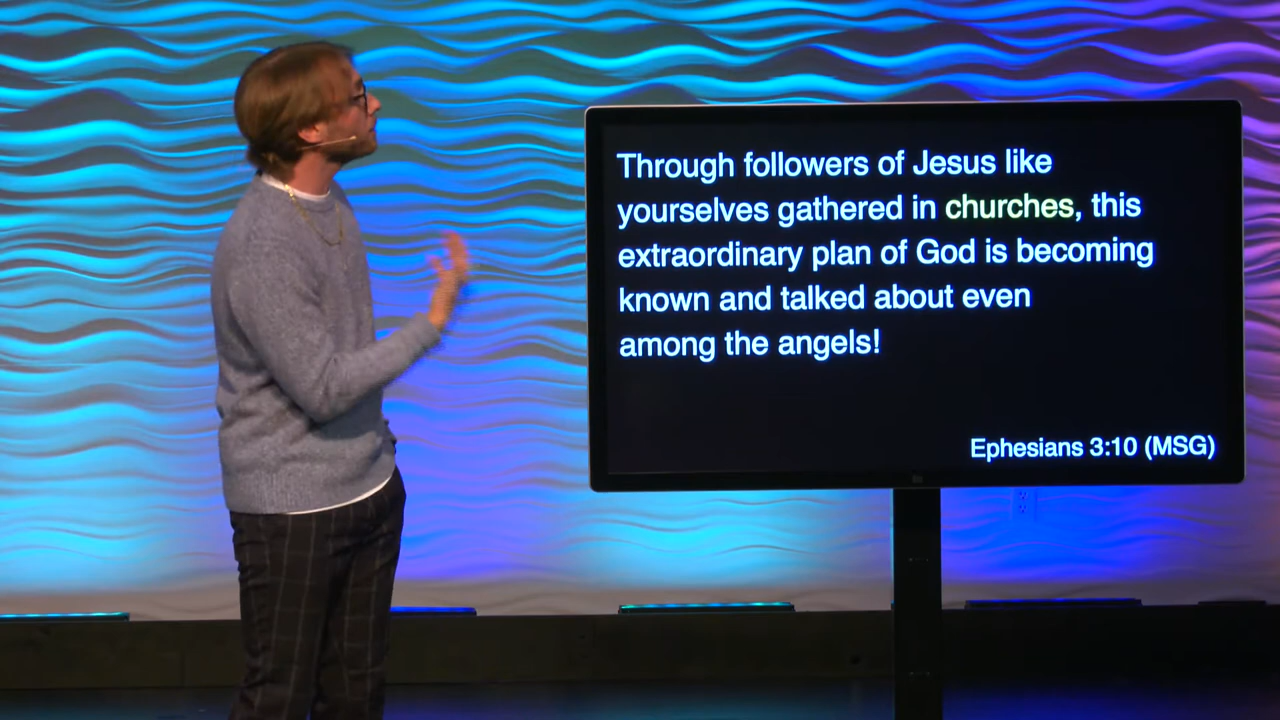 Through followers of Jesus like
yourselves gathered in churches, this
extraordinary plan of God is becoming
known and talked about even
among the angels!
Ephesians 3:10 (MSG)